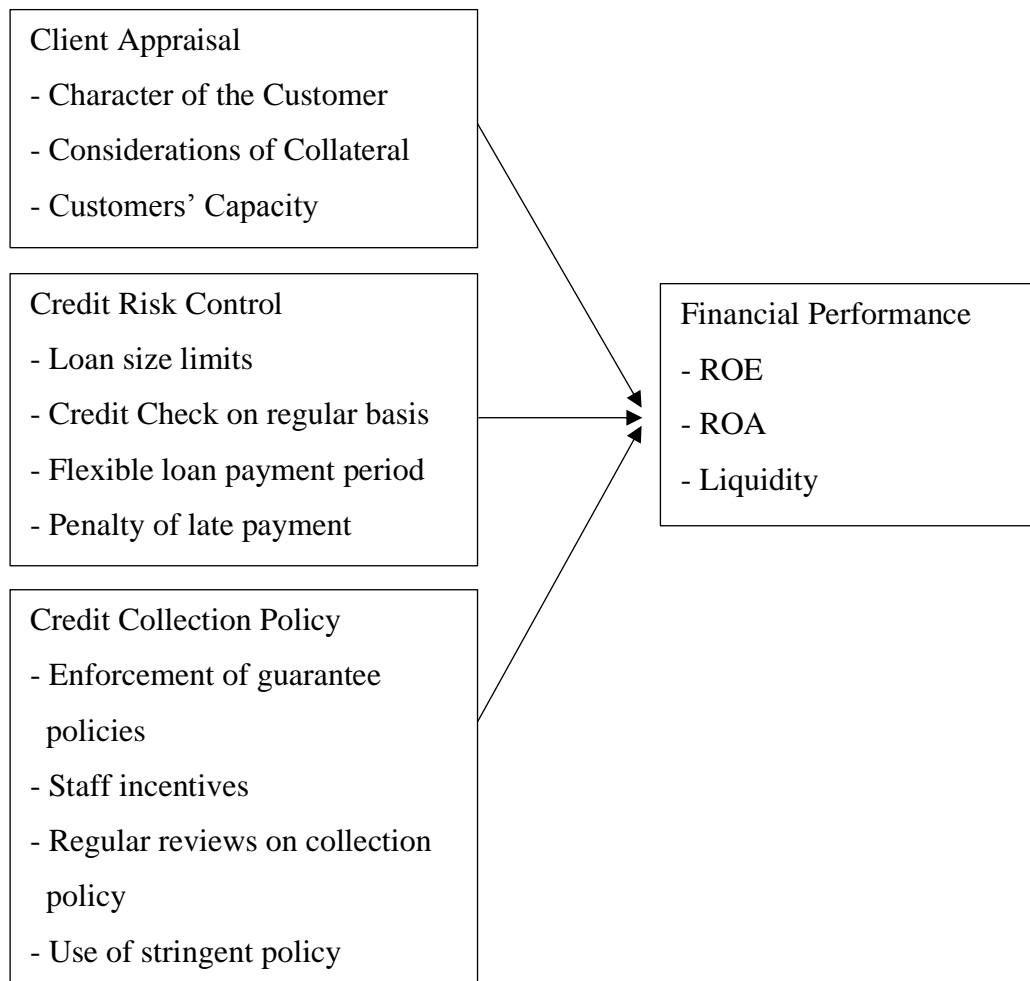 Client Appraisal
- Character of the Customer
- Considerations of Collateral
- Customers’ Capacity
Credit Risk Control
- Loan size limits
- Credit Check on regular basis
- Flexible loan payment period
- Penalty of late payment
Credit Collection Policy
- Enforcement of guarantee
policies
- Staff incentives
- Regular reviews on collection
policy
- Use of stringent policy
Financial Performance
- ROE
- ROA
- Liquidity